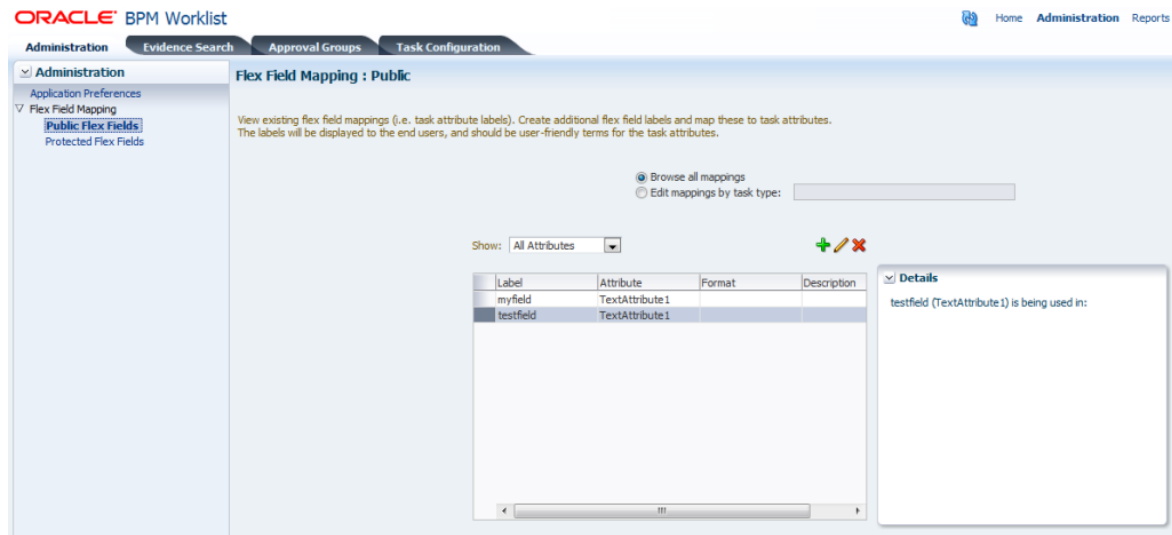 ORACLE BPM Worklist
Home Administration Reports
Administration Evidence Search Approval Groups Task Configuration
Administration
Application Preferences
Flex Field Mapping
Public Flex Fields
Protected Flex Fields
Flex Field Mapping : Public
View existing flex field mappings (i.e. task attribute labels). Create additional flex field labels and map these to task attributes.
The labels will be displayed to the end users, and should be user-friendly terms for the task attributes.
Browse all mappings
Edit mappings by task type:
Show: All Attributes
Label Attribute Format Description
myfield TextAttribute1
testfield TextAttribute1
Details
testfield (TextAttribute1) is being used in: